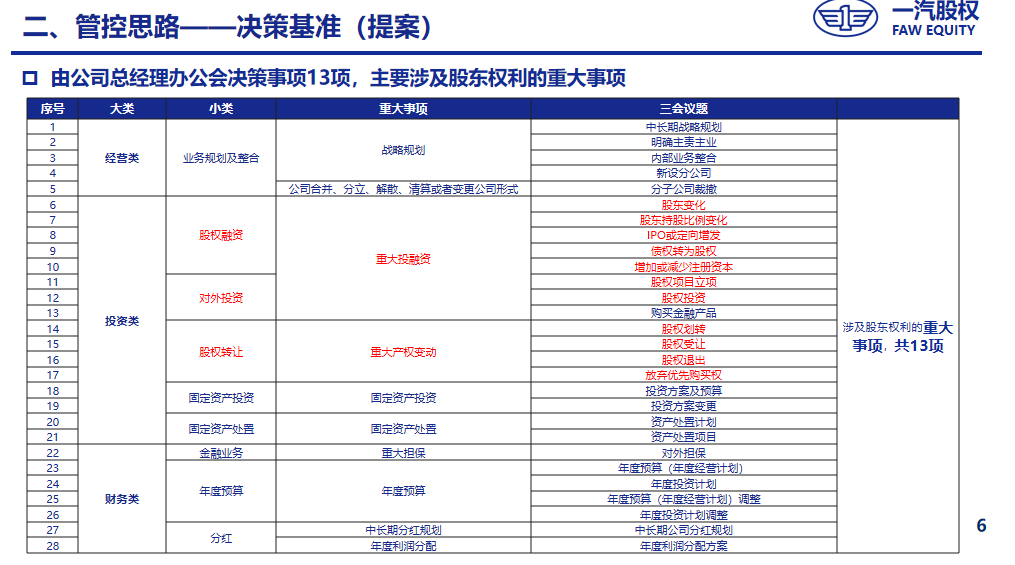 二、管控思路——决策基准（提案）
一汽股权
FAW EQUITY
由公司总经理办公会决策事项13项，主要涉及股东权利的重大事项
序号 大类 小类 重大事项 三会议题
1 经营类 业务规划及整合 战略规划 中长期战略规划
2 明确主责主业
3 内部业务整合
4 新设分公司
5 公司合并、分立、解散、清算或者变更公司形式 分子公司裁撤
6 投资类 股权融资 重大投融资 股东变化
7 股东持股比例变化
8 IPO或定向增发
9 债权转为股权
10 增加或减少注册资本
11 对外投资 股权项目立项
12 股权投资
13 购买金融产品
14 股权转让 重大产权变动 股权划转
15 股权受让
16 股权退出
17 放弃优先购买权
18 固定资产投资 固定资产投资 投资方案及预算
19 投资方案变更
20 固定资产处置 固定资产处置 资产处置计划
21 资产处置项目
22 财务类 金融业务 重大担保 对外担保
23 年度预算 年度预算 年度预算（年度经营计划）
24 年度投资计划
25 年度预算（年度经营计划）调整
26 年度投资计划调整
27 分红 中长期分红规划 中长期公司分红规划
28 年度利润分配 年度利润分配方案
涉及股东权利的重大
事项，共13项
6